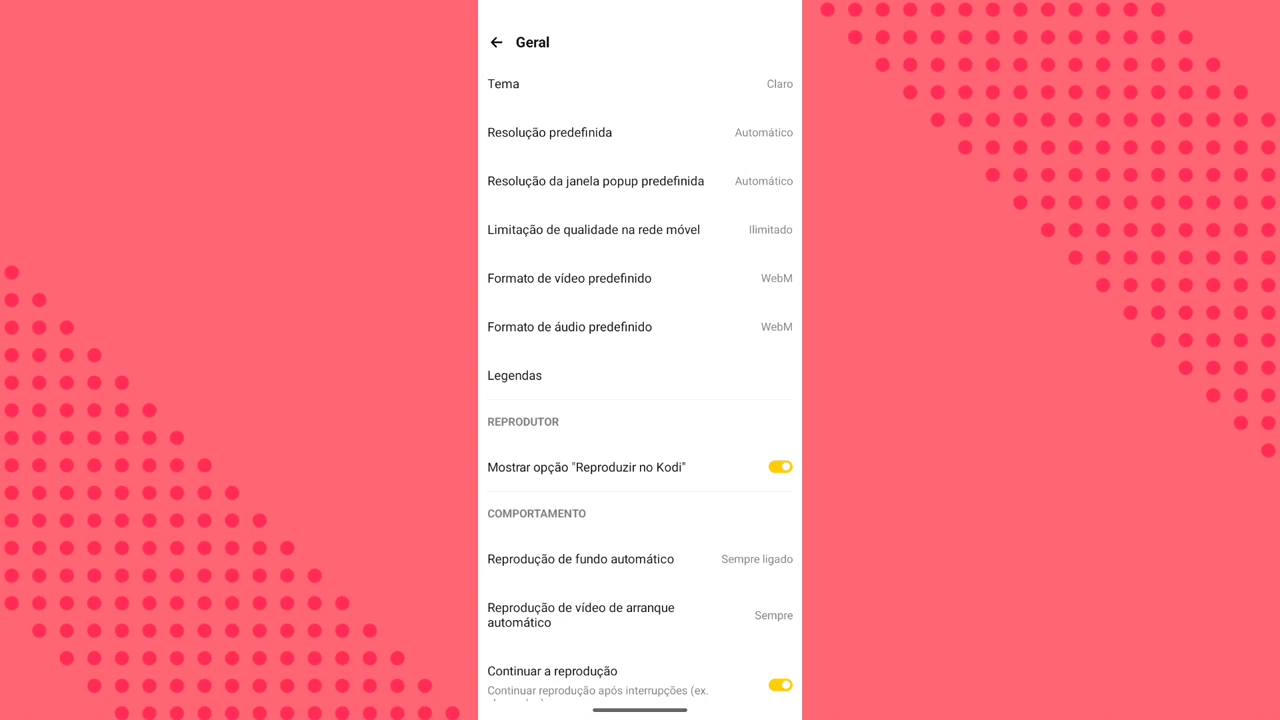 Geral
Tema
Claro
Resolução predefinida
Automático
Resolução da janela popup predefinida
Automático
Limitação de qualidade na rede móvel
Ilimitado
Formato de vídeo predefinido
WebM
Formato de áudio predefinido
WebM
Legendas
REPRODUTOR
Mostrar opção "Reproduzir no Kodi"
COMPORTAMENTO
Reprodução de fundo automático
Sempre ligado
Reprodução de vídeo de arranque
automático
Sempre
Continuar a reprodução
Continuar reprodução após interrupções (ex.